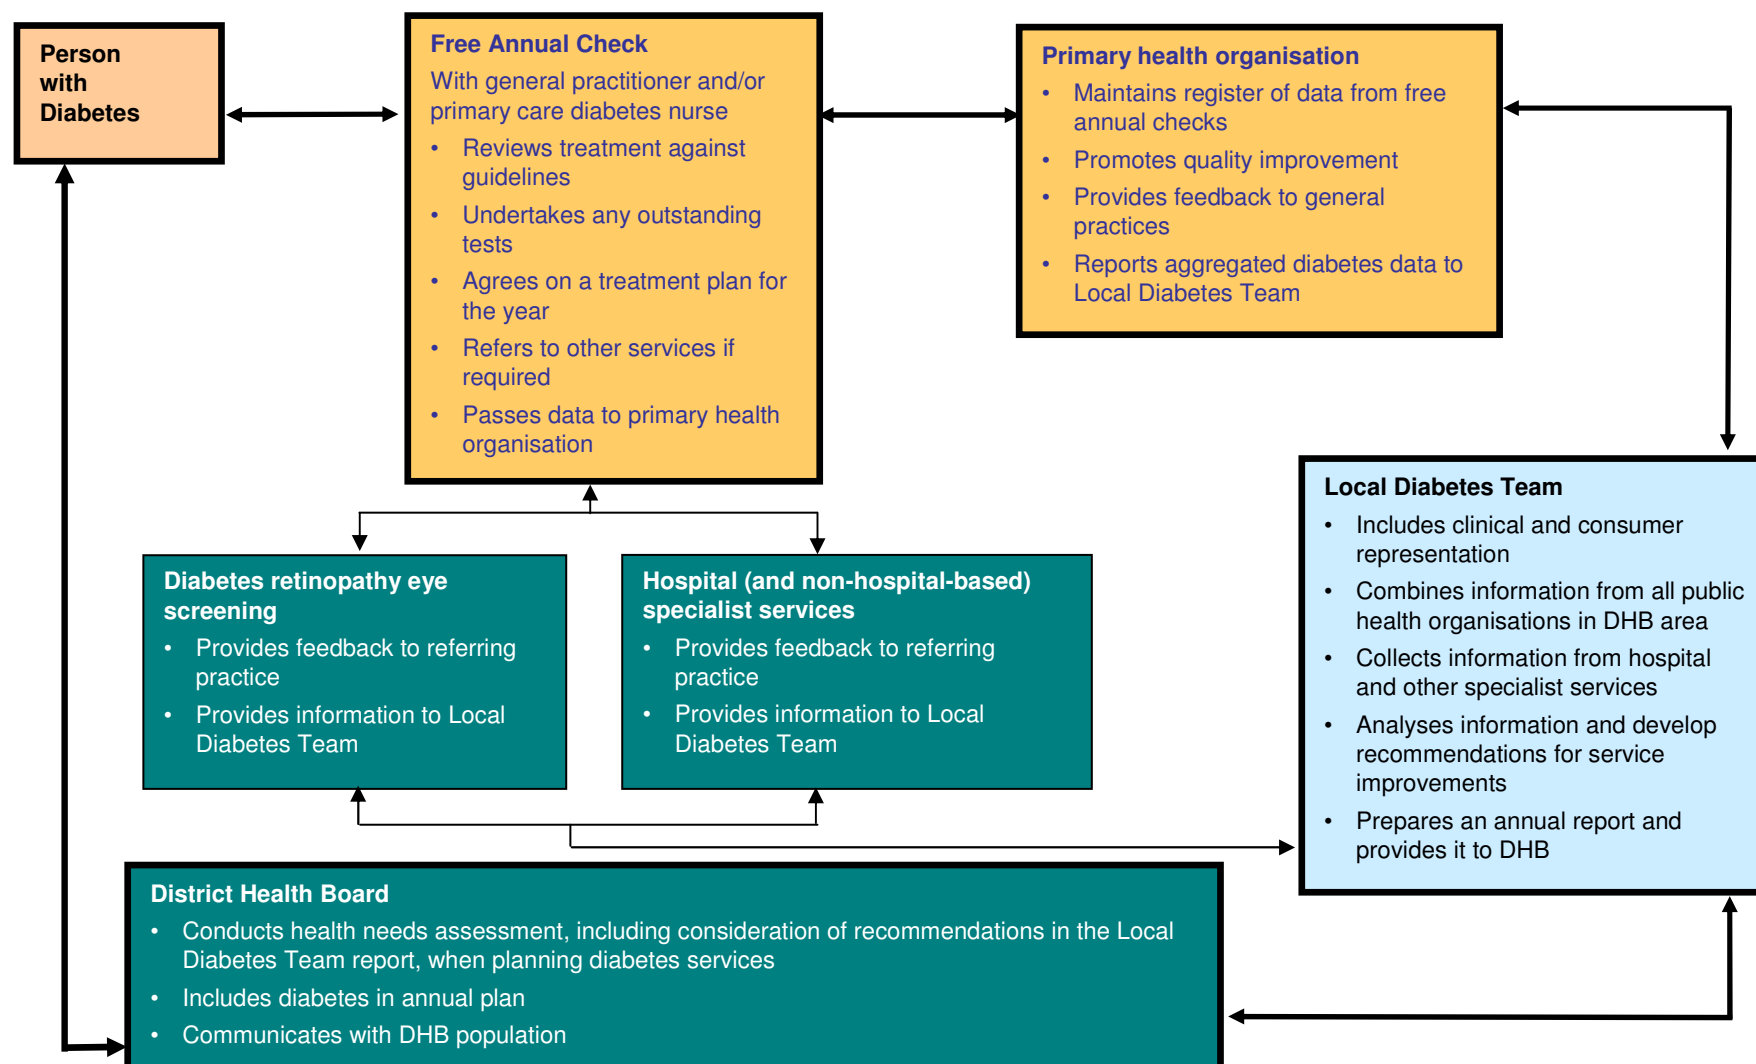 Person
with
Diabetes
Free Annual Check
With general practitioner and/or
primary care diabetes nurse
• Reviews treatment against
guidelines
• Undertakes any outstanding
tests
• Agrees on a treatment plan for
the year
• Refers to other services if
required
• Passes data to primary health
organisation
Primary health organisation
• Maintains register of data from free
annual checks
• Promotes quality improvement
• Provides feedback to general
practices
• Reports aggregated diabetes data to
Local Diabetes Team
Diabetes retinopathy eye
screening
• Provides feedback to referring
practice
• Provides information to Local
Diabetes Team
Hospital (and non-hospital-based)
specialist services
• Provides feedback to referring
practice
• Provides information to Local
Diabetes Team
Local Diabetes Team
• Includes clinical and consumer
representation
• Combines information from all public
health organisations in DHB area
• Collects information from hospital
and other specialist services
• Analyses information and develop
recommendations for service
improvements
• Prepares an annual report and
provides it to DHB
District Health Board
• Conducts health needs assessment, including consideration of recommendations in the Local
Diabetes Team report, when planning diabetes services
• Includes diabetes in annual plan
• Communicates with DHB population